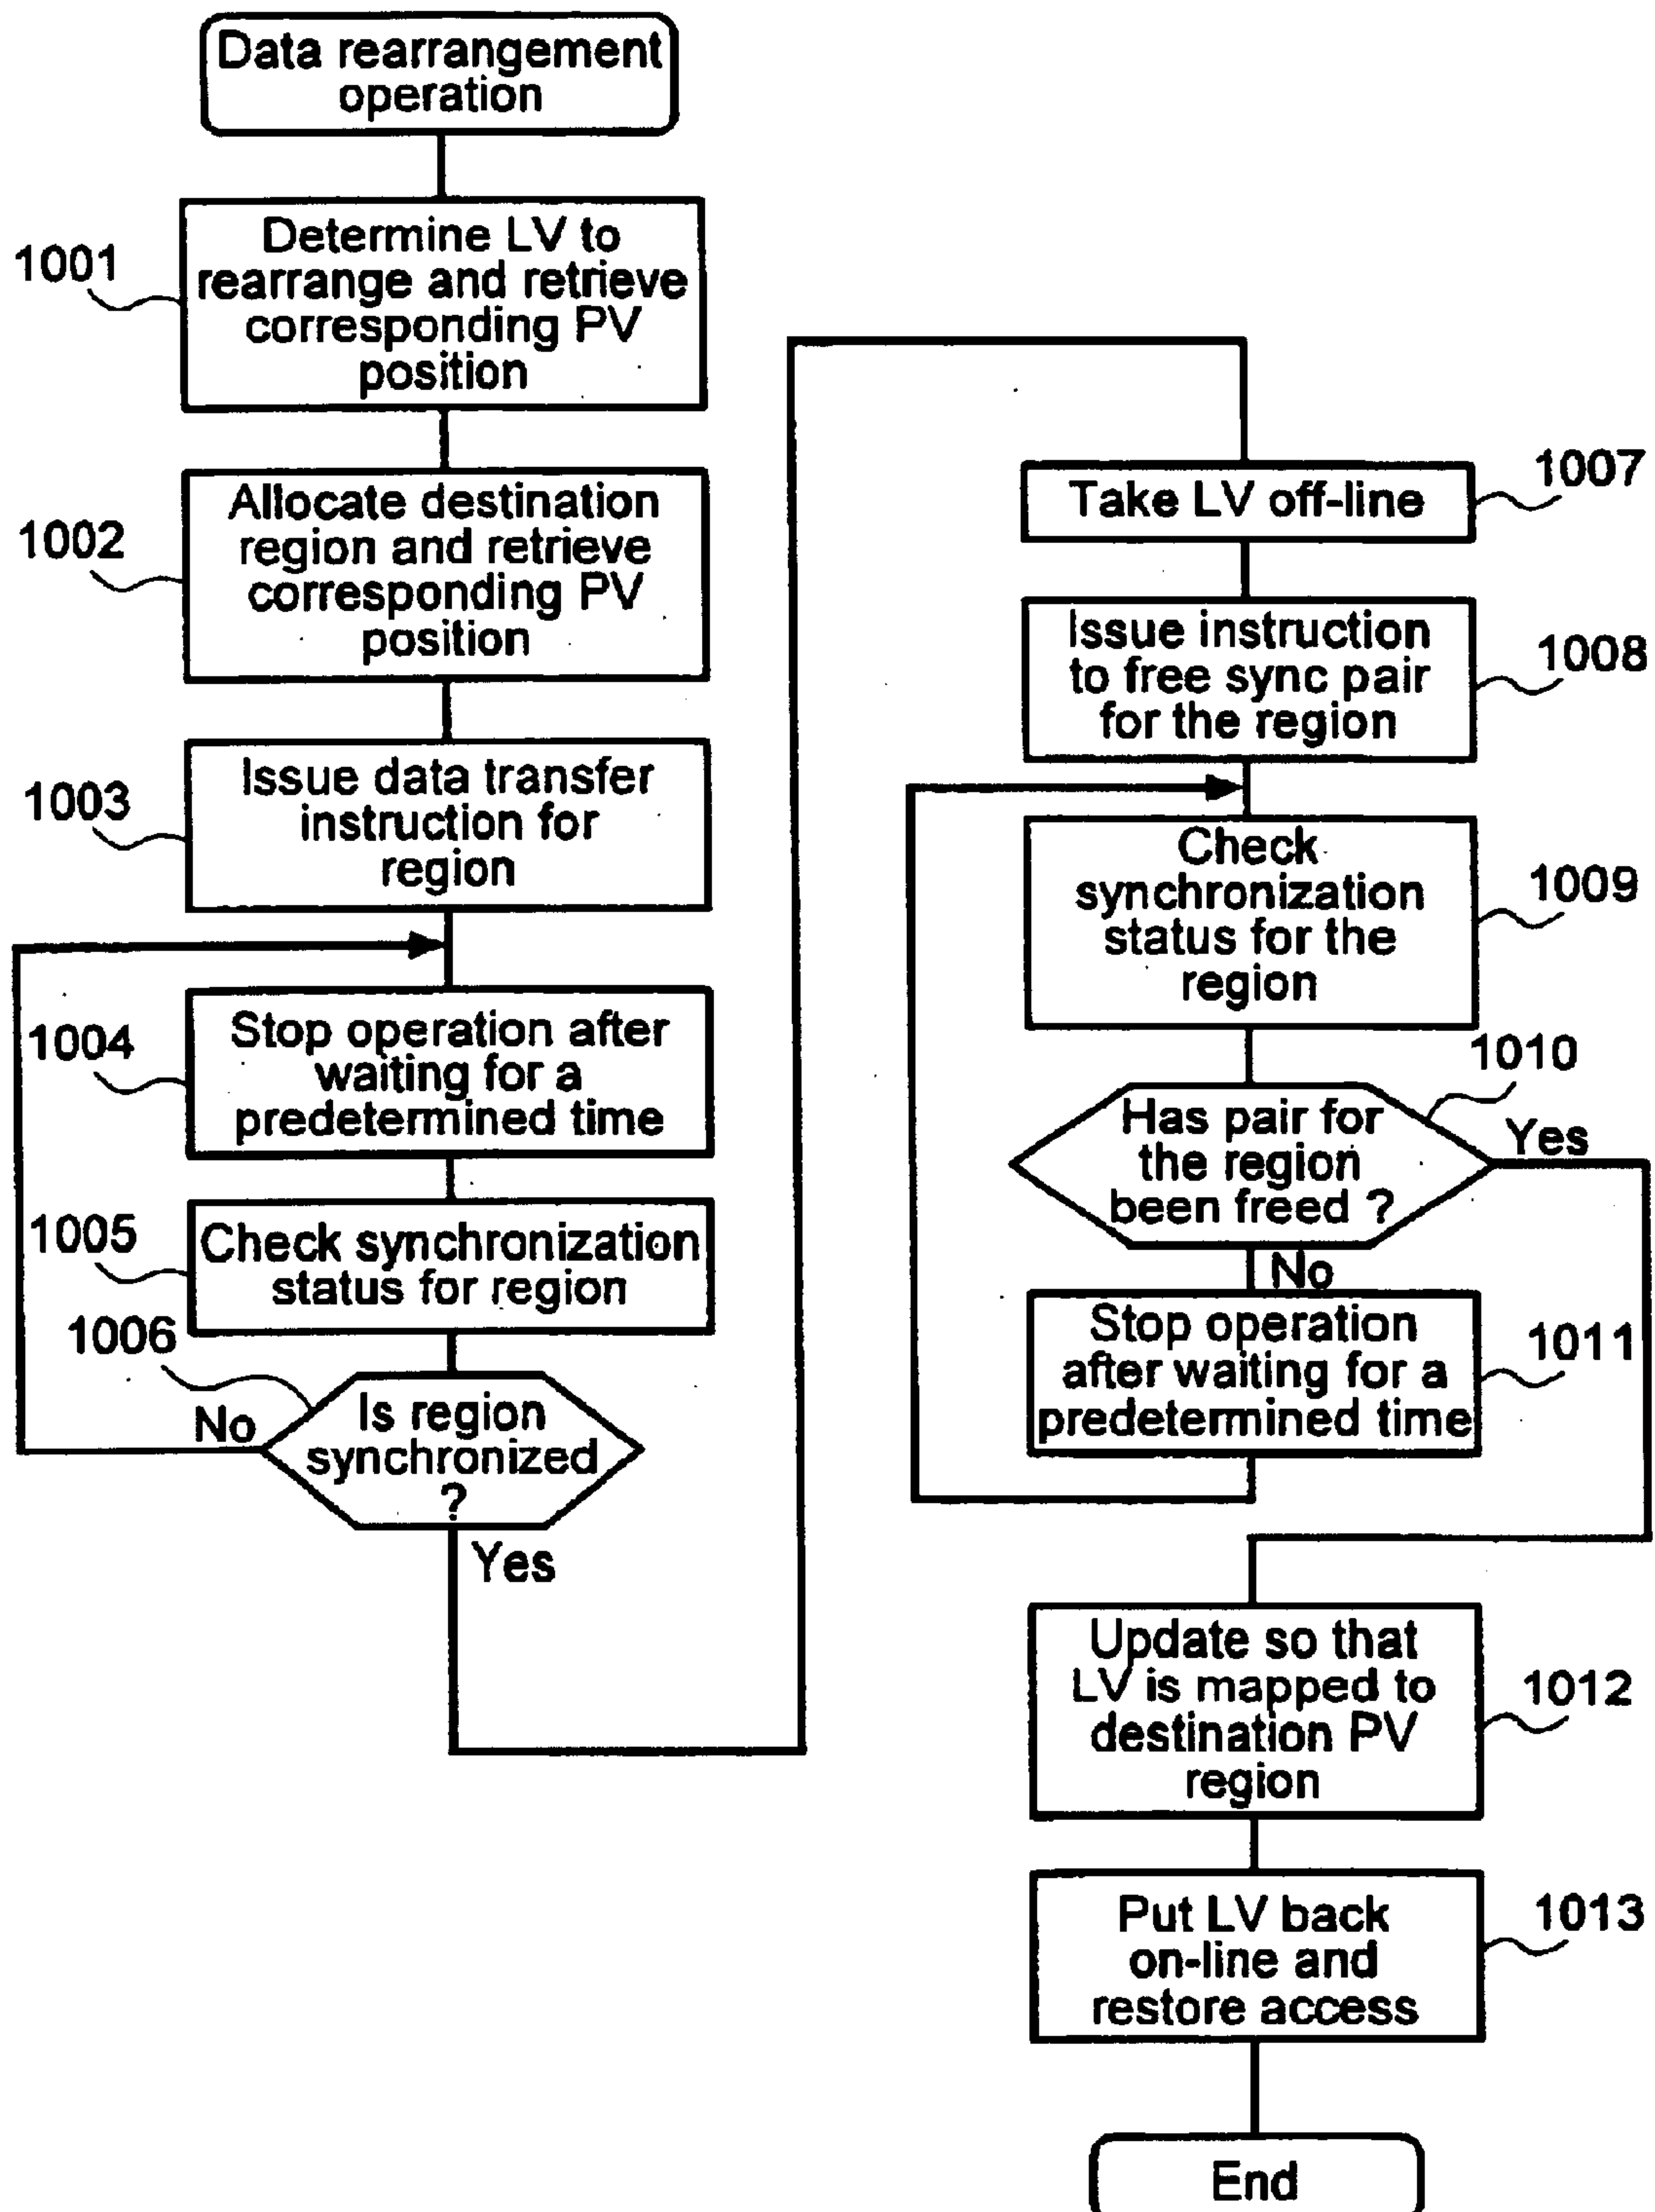 Data rearrangement
operation
1001
Determine LV to
rearrange and retrieve
corresponding PV
position
1002
Allocate destination
region and retrieve
corresponding PV
position
1003
Issue data transfer
instruction for
region
1004
Stop operation after
waiting for a
predetermined time
1005
Check synchronization
status for region
1006
Is region
synchronized
?
No
Yes
Take LV off-line
1007
Issue instruction
to free sync pair
for the region
1008
Check
synchronization
status for the
region
1009
1010
Has pair for
the region
been freed ?
Yes
No
Stop operation
after waiting for a
predetermined time
1011
Update so that
LV is mapped to
destination PV
region
1012
Put LV back
on-line and
restore access
1013
End